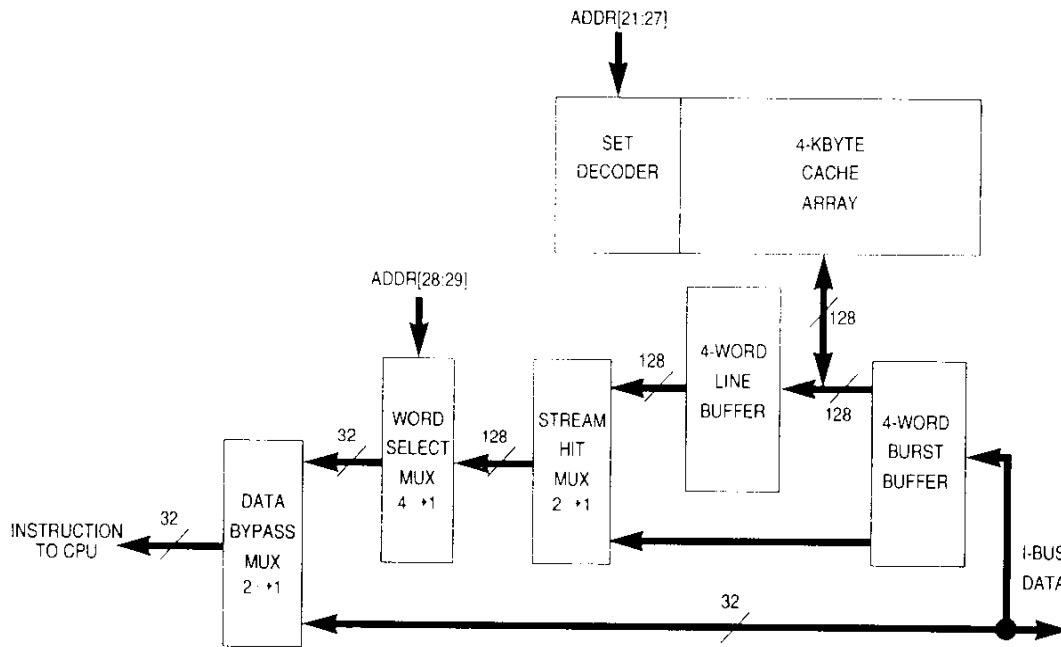 ADDR[21:27]
SET
DECODER
4-KBYTE
CACHE
ARRAY
ADDR[28:29]
128
4-WORD
LINE
BUFFER
128
128
4-WORD
BURST
BUFFER
STREAM
HIT
MUX
2→1
128
WORD
SELECT
MUX
4→1
32
DATA
BYPASS
MUX
2→1
32
INSTRUCTION
TO CPU
32
I-BUS
DATA